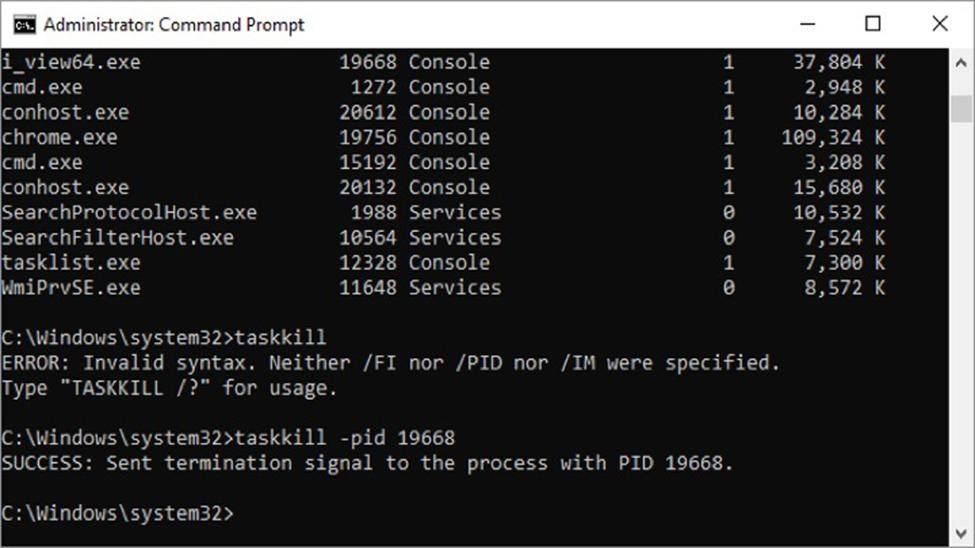 Administrator: Command Prompt
i_view64.exe 19668 Console 1 37,804 K
cmd.exe 1272 Console 1 2,948 K
conhost.exe 20612 Console 1 10,284 K
chrome.exe 19756 Console 1 109,324 K
cmd.exe 15192 Console 1 3,208 K
conhost.exe 20132 Console 1 15,680 K
SearchProtocolHost.exe 1988 Services 0 10,532 K
SearchFilterHost.exe 10564 Services 0 7,524 K
tasklist.exe 12328 Console 1 7,300 K
WmiPrvSE.exe 11648 Services 0 8,572 K
C:\Windows\system32>taskkill
ERROR: Invalid syntax. Neither /FI nor /PID nor /IM were specified.
Type "TASKKILL /?" for usage.
C:\Windows\system32>taskkill -pid 19668
SUCCESS: Sent termination signal to the process with PID 19668.
C:\Windows\system32>